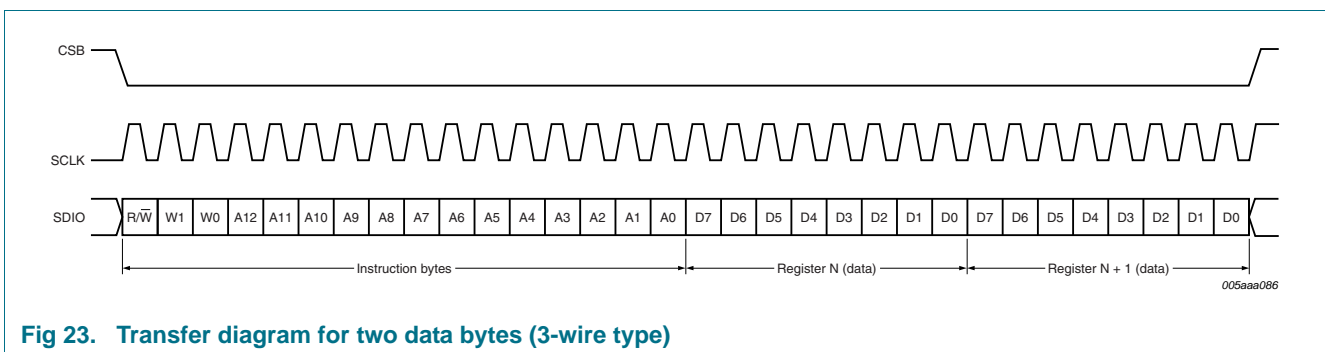 CSB
SCLK
SDIO R/W̅ W1 W0 A12 A11 A10 A9 A8 A7 A6 A5 A4 A3 A2 A1 A0 D7 D6 D5 D4 D3 D2 D1 D0 D7 D6 D5 D4 D3 D2 D1 D0
Instruction bytes Register N (data) Register N + 1 (data)
005aaa086
Fig 23. Transfer diagram for two data bytes (3-wire type)